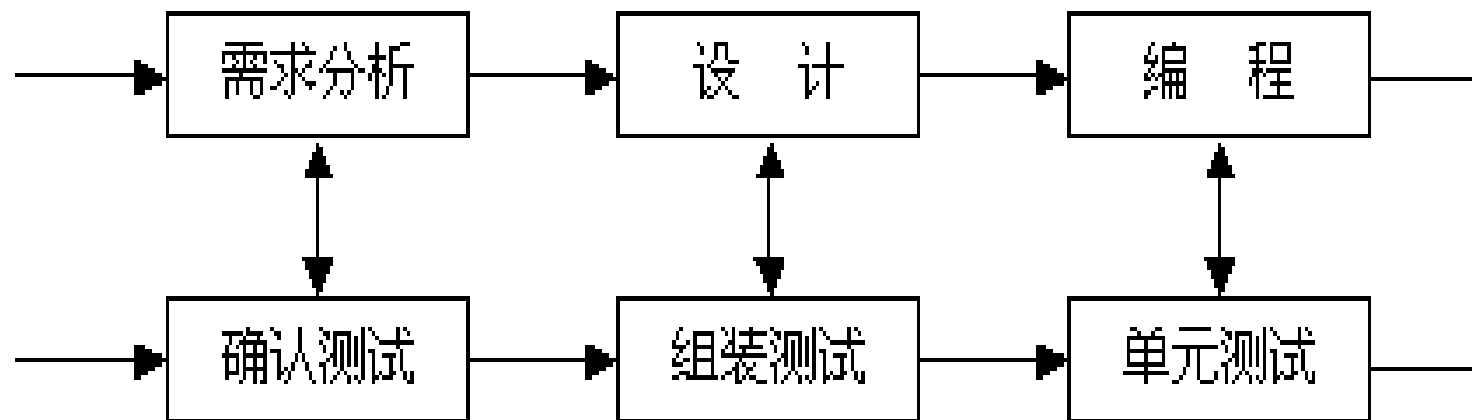 需求分析
设 计
编 程
确认测试
组装测试
单元测试